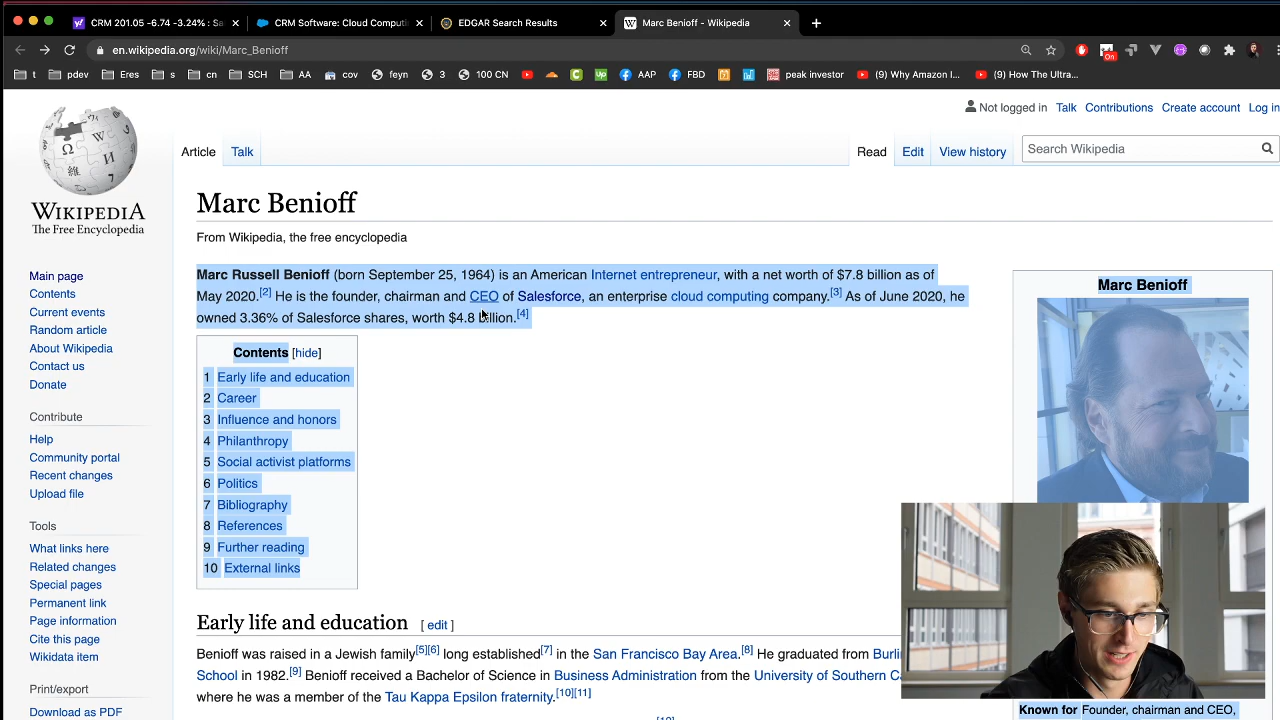 CRM 201.05 -6.74 -3.24% : Sa
CRM Software: Cloud Computi
EDGAR Search Results
Marc Benioff - Wikipedia
en.wikipedia.org/wiki/Marc_Benioff
On
t
pdev
Eres
s
cn
SCH
AA
cov
feyn
3
100 CN
AAP
FBD
peak investor
(9) Why Amazon I...
(9) How The Ultra...
Not logged in Talk Contributions Create account Log in
Article Talk
Read Edit View history
Search Wikipedia
WIKIPEDIA
The Free Encyclopedia
Main page
Contents
Current events
Random article
About Wikipedia
Contact us
Donate
Contribute
Help
Community portal
Recent changes
Upload file
Tools
What links here
Related changes
Special pages
Permanent link
Page information
Cite this page
Wikidata item
Print/export
Download as PDF
Marc Benioff
From Wikipedia, the free encyclopedia
Marc Russell Benioff (born September 25, 1964) is an American Internet entrepreneur, with a net worth of $7.8 billion as of
May 2020.[2] He is the founder, chairman and CEO of Salesforce, an enterprise cloud computing company.[3] As of June 2020, he
owned 3.36% of Salesforce shares, worth $4.8 billion.[4]
Contents [hide]
1 Early life and education
2 Career
3 Influence and honors
4 Philanthropy
5 Social activist platforms
6 Politics
7 Bibliography
8 References
9 Further reading
10 External links
Early life and education [ edit ]
Benioff was raised in a Jewish family[5][6] long established[7] in the San Francisco Bay Area.[8] He graduated from Burli
School in 1982.[9] Benioff received a Bachelor of Science in Business Administration from the University of Southern Ca
where he was a member of the Tau Kappa Epsilon fraternity.[10][11]
Marc Benioff
Known for Founder, chairman and CEO,